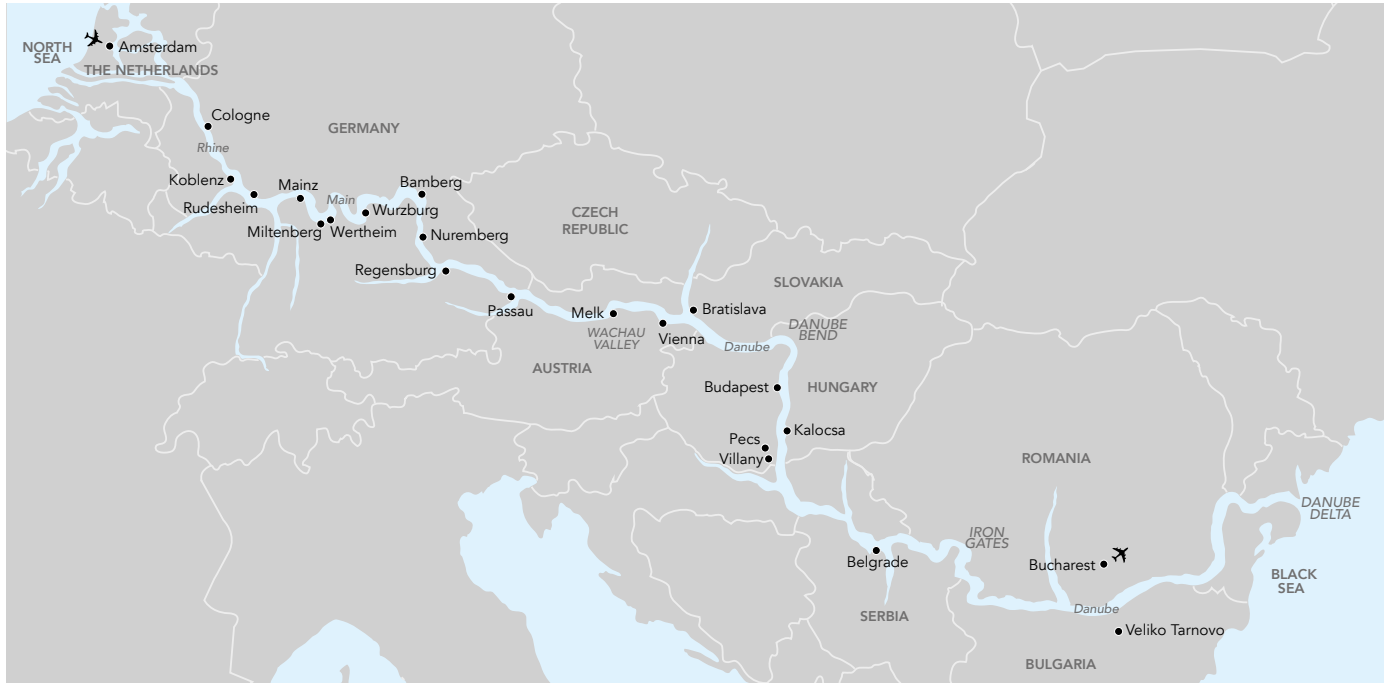 NORTH
SEA
Amsterdam
THE NETHERLANDS
Cologne
GERMANY
Rhine
Koblenz
Mainz
Bamberg
Main
Rudesheim
Wurzburg
CZECH
REPUBLIC
Miltenberg
Wertheim
Nuremberg
Regensburg
SLOVAKIA
Passau
Melk
Bratislava
WACHAU
VALLEY
Vienna
DANUBE
BEND
Danube
AUSTRIA
Budapest
HUNGARY
Kalocsa
Pecs
Villany
ROMANIA
DANUBE
DELTA
IRON
GATES
Belgrade
Bucharest
BLACK
SEA
Danube
SERBIA
Veliko Tarnovo
BULGARIA